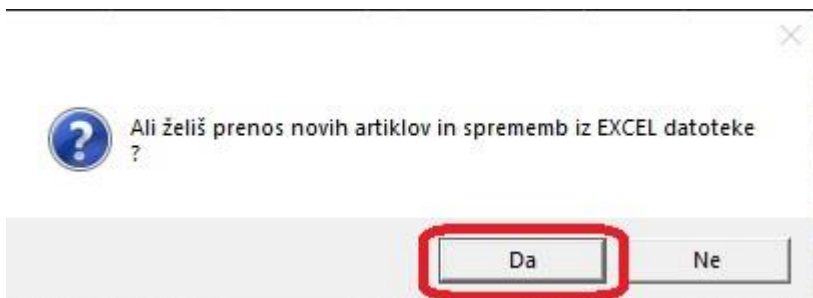 Ali želiš prenos novih artiklov in sprememb iz EXCEL datoteke
?
Da
Ne